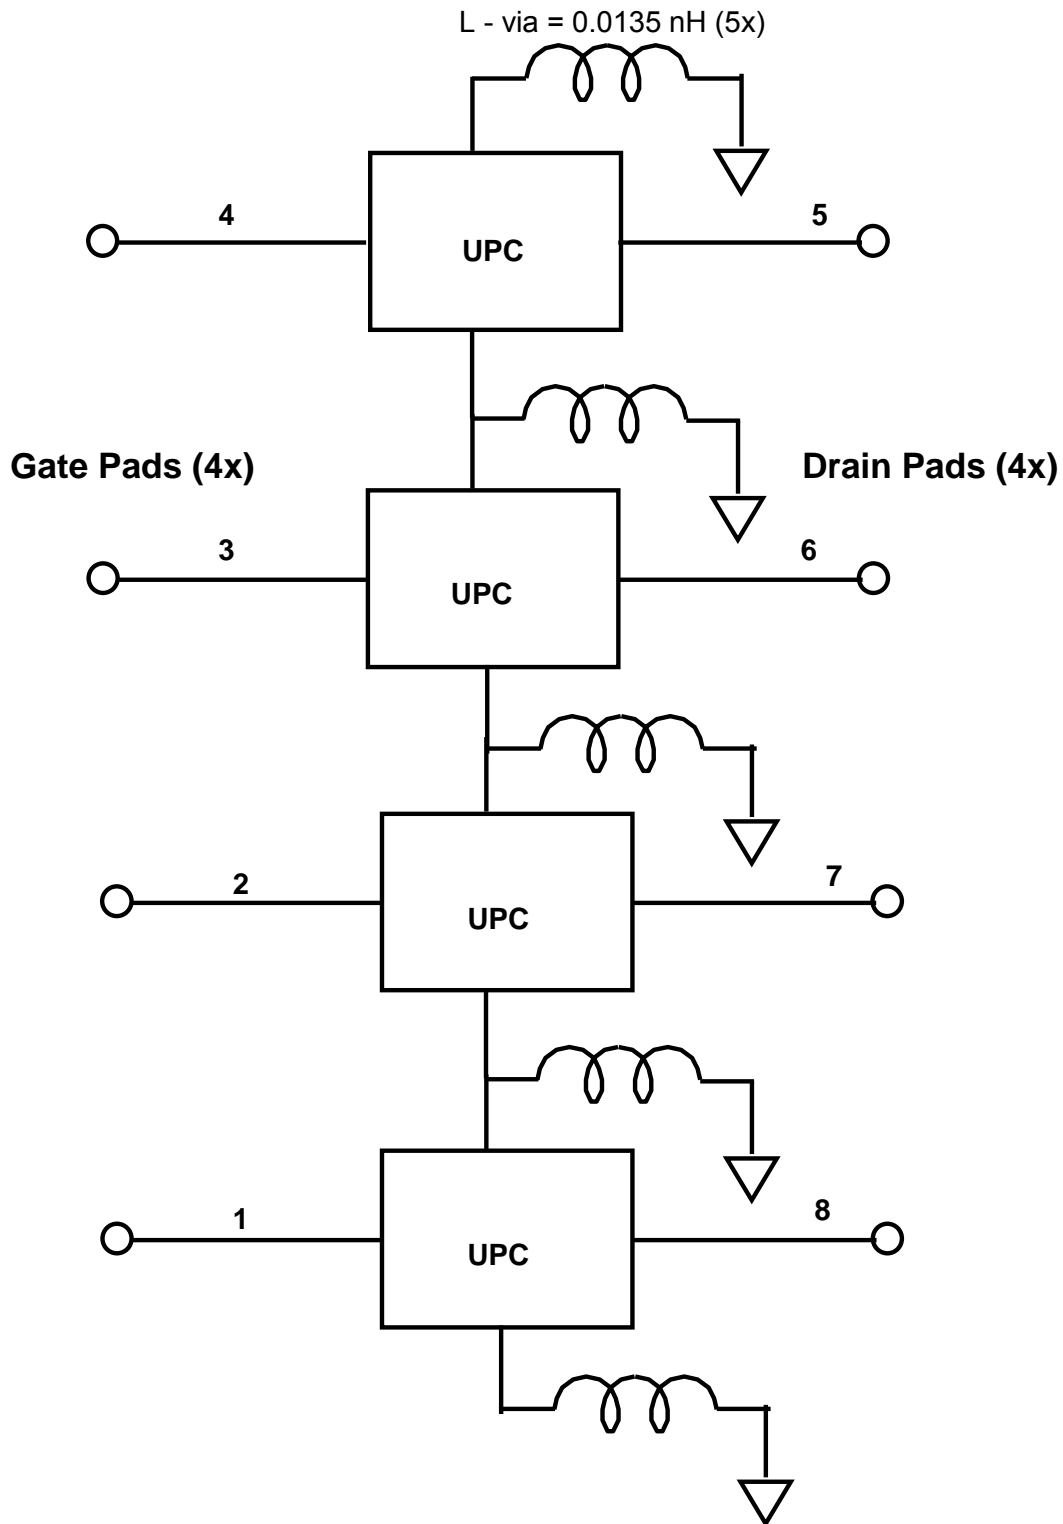 L - via = 0.0135 nH (5x)
4
5
UPC
Gate Pads (4x)
Drain Pads (4x)
3
6
UPC
2
7
UPC
1
8
UPC